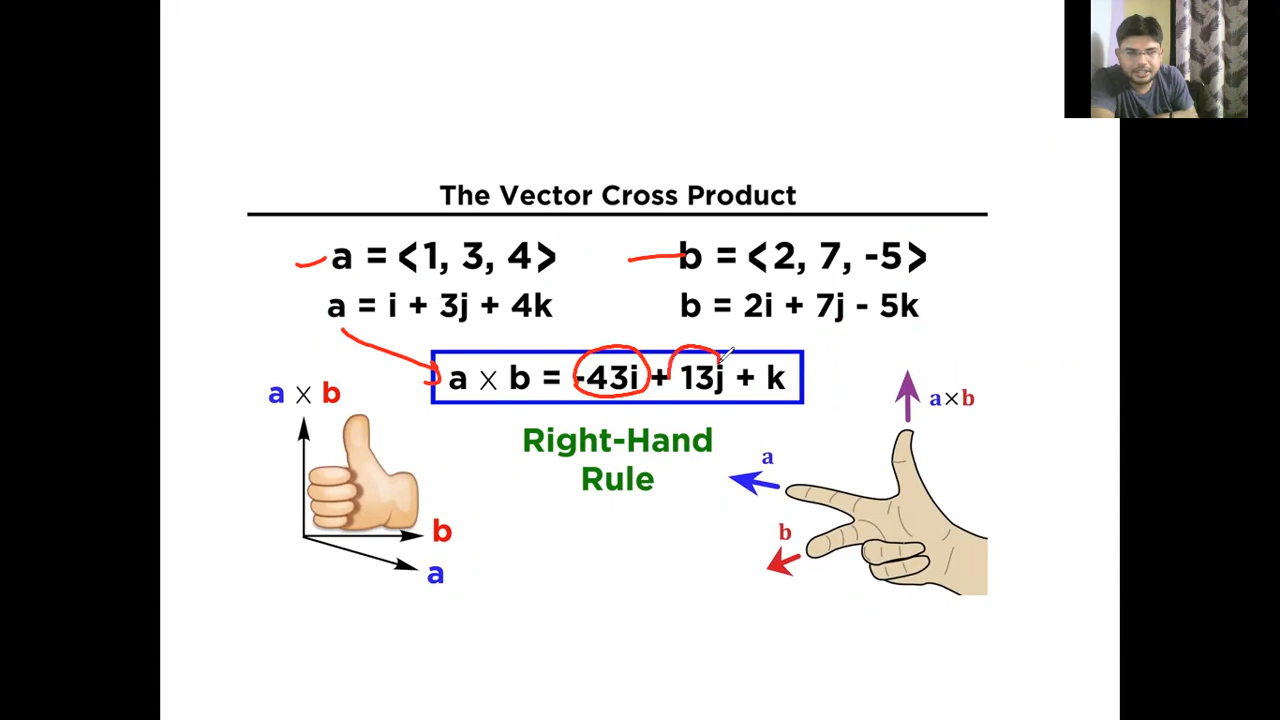 The Vector Cross Product
a = <1, 3, 4> b = <2, 7, -5>
a = i + 3j + 4k b = 2i + 7j - 5k
a × b = -43i + 13j + k
a × b
b
a
Right-Hand
Rule
a
b
a×b